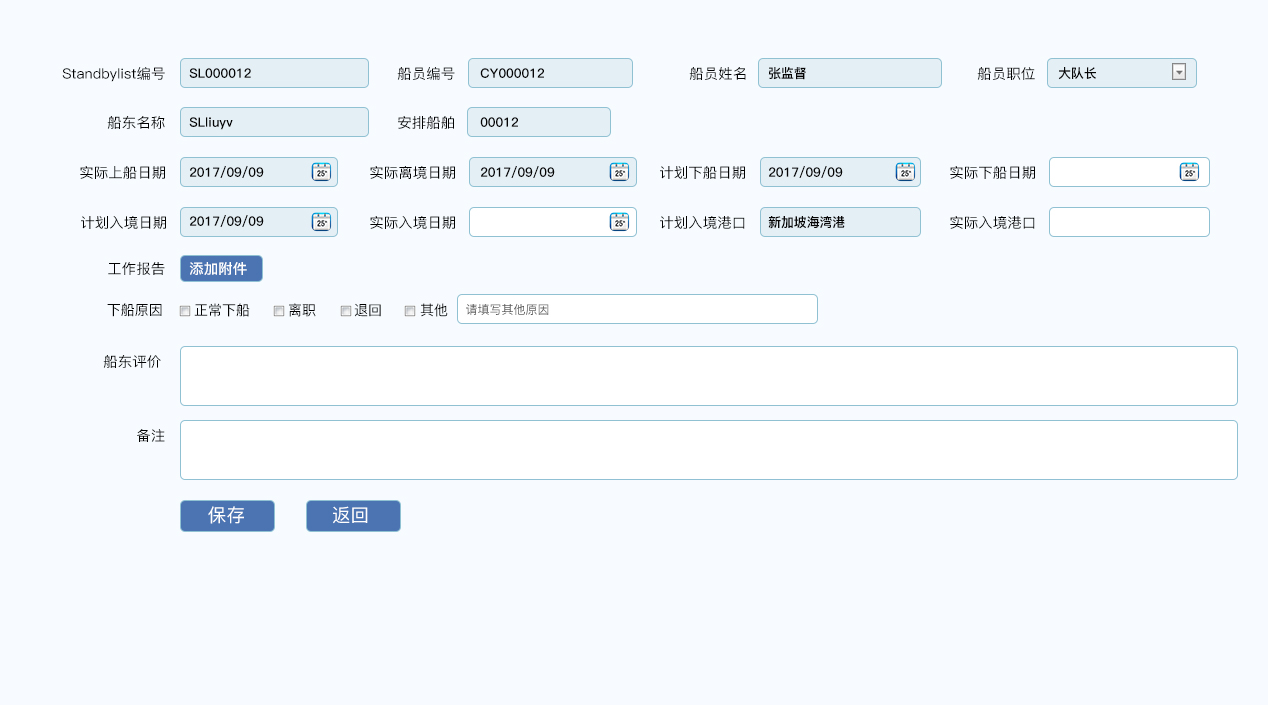 Standbylist编号 SL000012 船员编号 CY000012 船员姓名 张监督 船员职位 大队长
船东名称 SLliuyv 安排船舶 00012
实际上船日期 2017/09/09 25 实际离境日期 2017/09/09 25 计划下船日期 2017/09/09 25 实际下船日期 25
计划入境日期 2017/09/09 25 实际入境日期 25 计划入境港口 新加坡海湾港 实际入境港口
工作报告 添加附件
下船原因 正常下船 离职 退回 其他 请填写其他原因
船东评价
备注
保存 返回